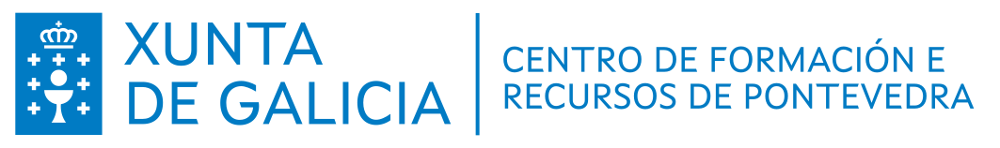 XUNTA
DE GALICIA
CENTRO DE FORMACIÓN E
RECURSOS DE PONTEVEDRA